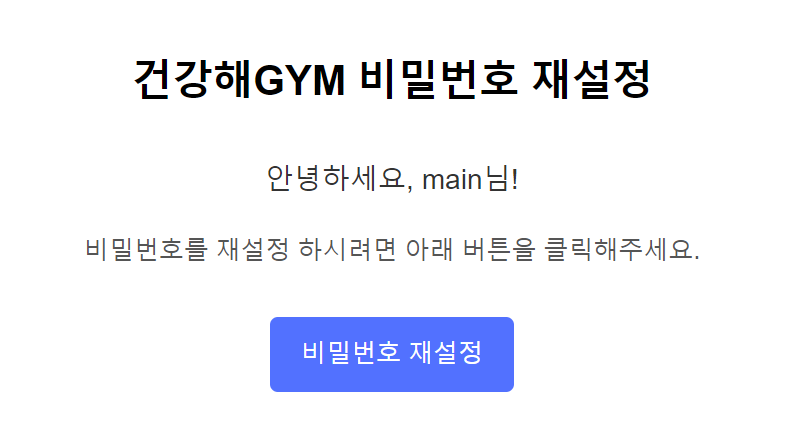 건강해GYM 비밀번호 재설정
안녕하세요, main님!
비밀번호를 재설정 하시려면 아래 버튼을 클릭해주세요.
비밀번호 재설정